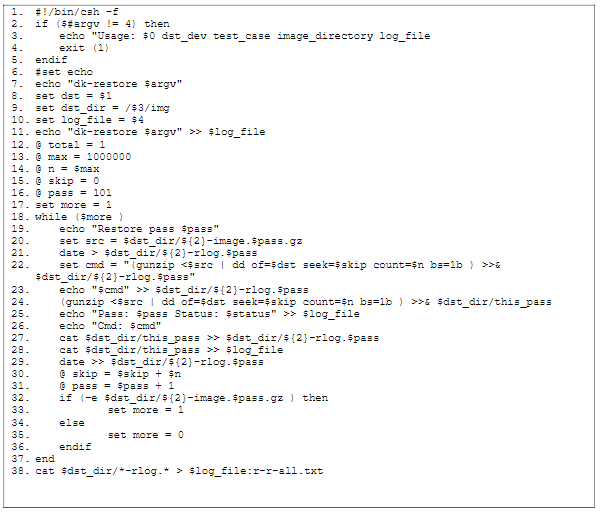 1. #!/bin/csh -f
2. if ($#argv != 4) then
3. echo "Usage: $0 dst_dev test_case image_directory log_file
4. exit (1)
5. endif
6. #set echo
7. echo "dk-restore $argv"
8. set dst = $1
9. set dst_dir = /$3/img
10. set log_file = $4
11. echo "dk-restore $argv" >> $log_file
12. @ total = 1
13. @ max = 1000000
14. @ n = $max
15. @ skip = 0
16. @ pass = 101
17. set more = 1
18. while ($more )
19. echo "Restore pass $pass"
20. set src = $dst_dir/${2}-image.$pass.gz
21. date > $dst_dir/${2}-rlog.$pass
22. set cmd = "(gunzip <$src | dd of=$dst seek=$skip count=$n bs=1b ) >>&
$dst_dir/${2}-rlog.$pass"
23. echo "$cmd" >> $dst_dir/${2}-rlog.$pass
24. (gunzip <$src | dd of=$dst seek=$skip count=$n bs=1b ) >>& $dst_dir/this_pass
25. echo "Pass: $pass Status: $status" >> $log_file
26. echo "Cmd: $cmd"
27. cat $dst_dir/this_pass >> $dst_dir/${2}-rlog.$pass
28. cat $dst_dir/this_pass >> $log_file
29. date >> $dst_dir/${2}-rlog.$pass
30. @ skip = $skip + $n
31. @ pass = $pass + 1
32. if (-e $dst_dir/${2}-image.$pass.gz ) then
33. set more = 1
34. else
35. set more = 0
36. endif
37. end
38. cat $dst_dir/*-rlog.* > $log_file:r-r-all.txt